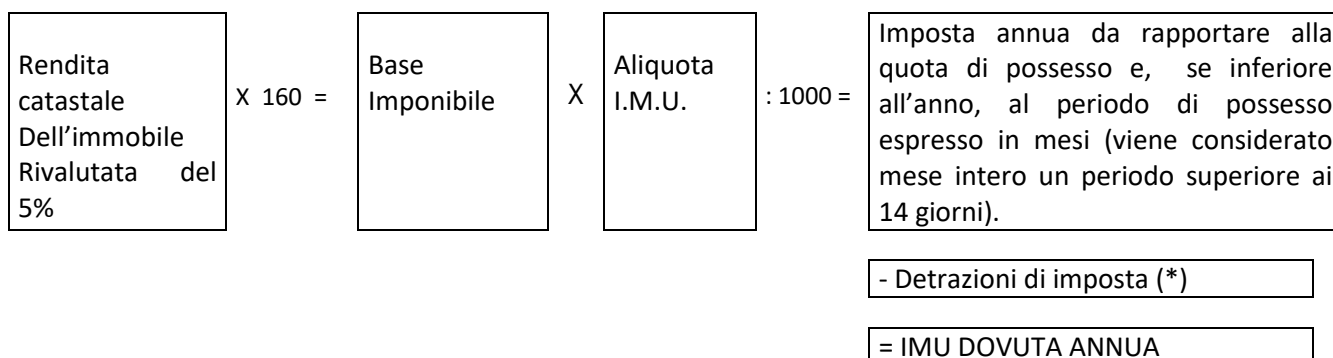 Rendita
catastale
Dell’immobile
Rivalutata del
5%
X 160 =
Base
Imponibile
X
Aliquota
I.M.U.
: 1000 =
Imposta annua da rapportare alla
quota di possesso e, se inferiore
all’anno, al periodo di possesso
espresso in mesi (viene considerato
mese intero un periodo superiore ai
14 giorni).
- Detrazioni di imposta (*)
= IMU DOVUTA ANNUA